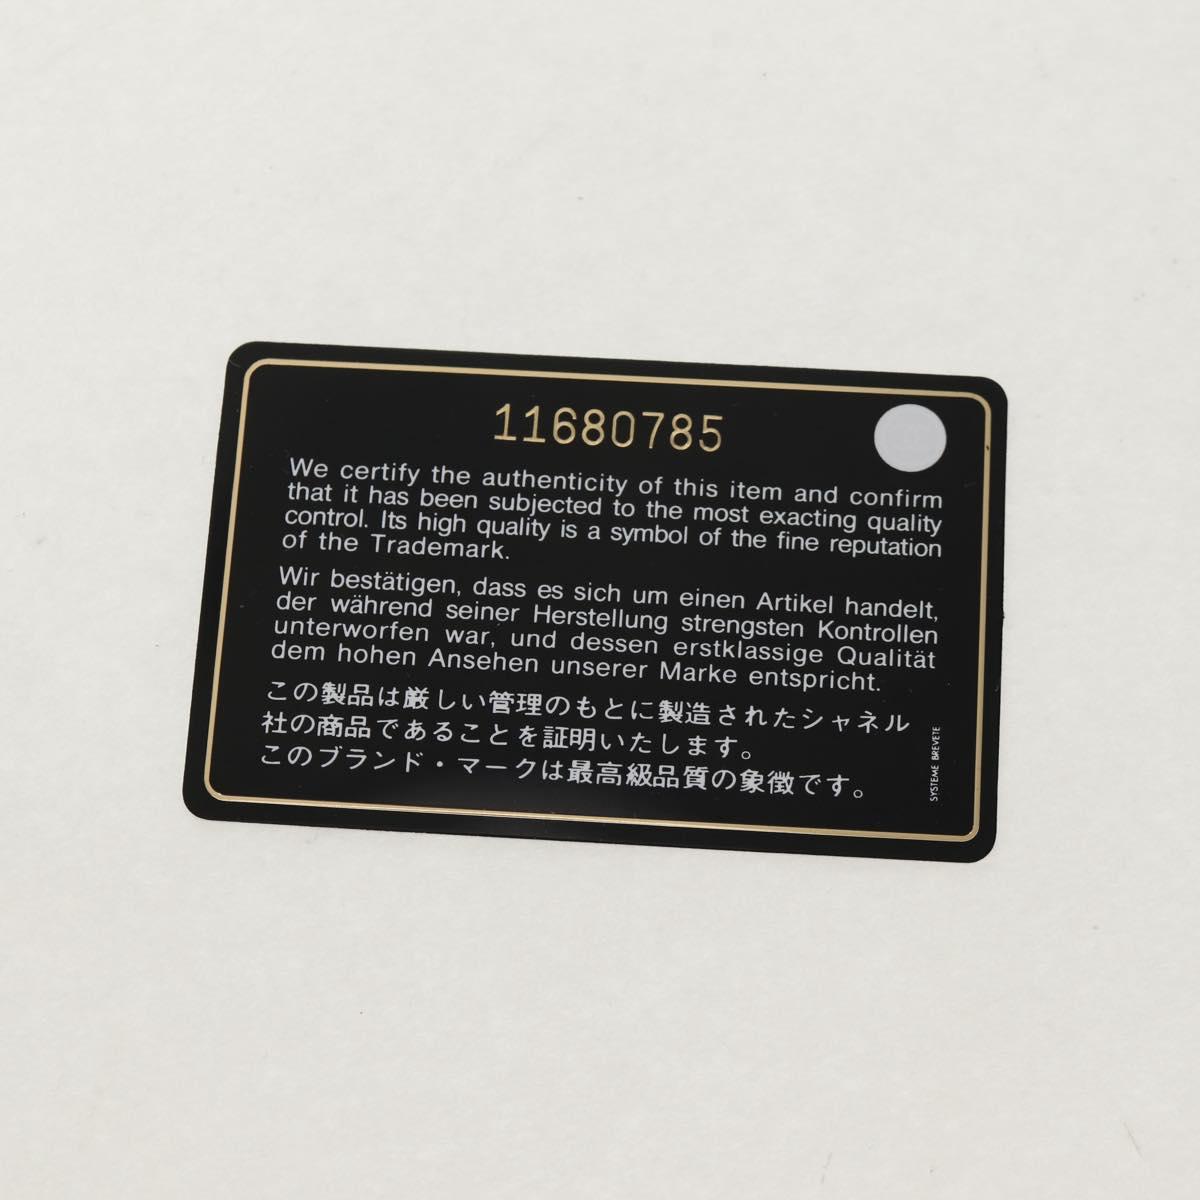 11680785
We certify the authenticity of this item and confirm
that it has been subjected to the most exacting quality
control. Its high quality is a symbol of the fine reputation
of the Trademark.
Wir bestätigen, dass es sich um einen Artikel handelt,
der während seiner Herstellung strengsten Kontrollen
unterworfen war, und dessen erstklassige Qualität
dem hohen Ansehen unserer Marke entspricht.
この製品は厳しい管理のもとに製造されたシャネル
社の商品であることを証明いたします。
このブランド・マークは最高級品質の象徴です。
SYSTEME BREVETE